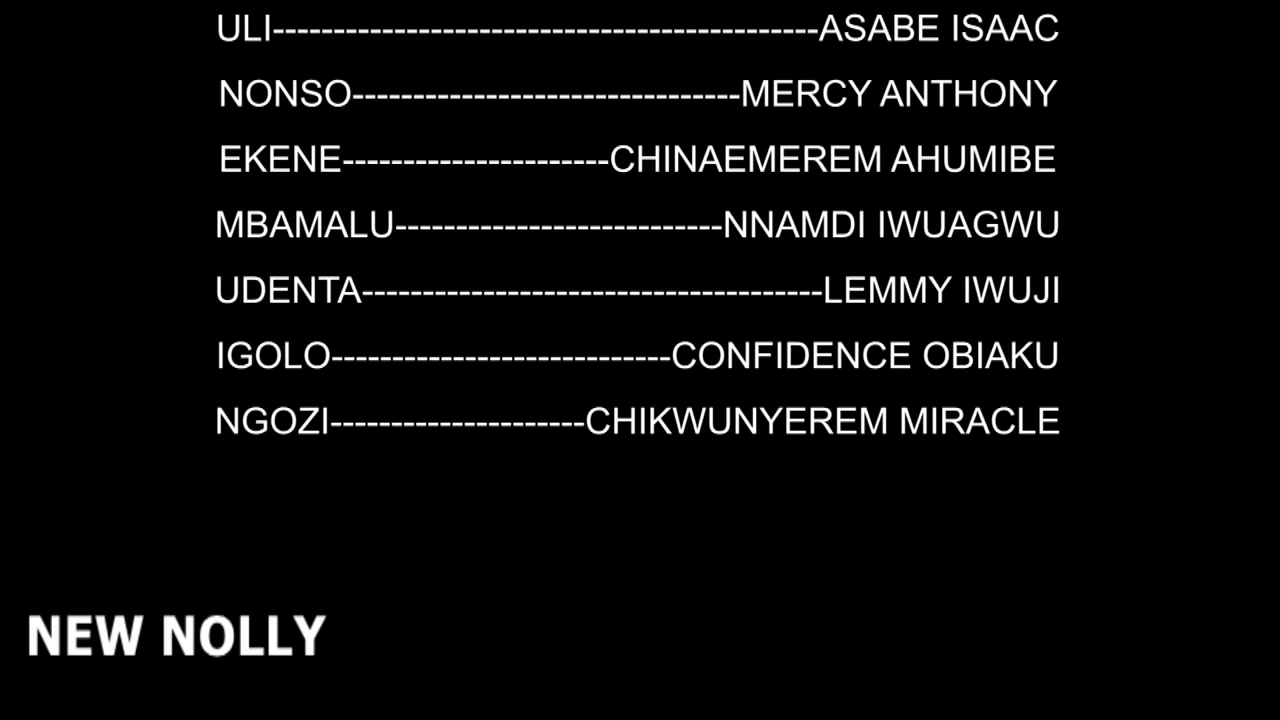 ULI---------------------------------------------ASABE ISAAC
NONSO--------------------------------MERCY ANTHONY
EKENE----------------------CHINAEMEREM AHUMIBE
MBAMALU---------------------------NNAMDI IWUAGWU
UDENTA--------------------------------------LEMMY IWUJI
IGOLO----------------------------CONFIDENCE OBIAKU
NGOZI---------------------CHIKWUNYEREM MIRACLE
NEW NOLLY